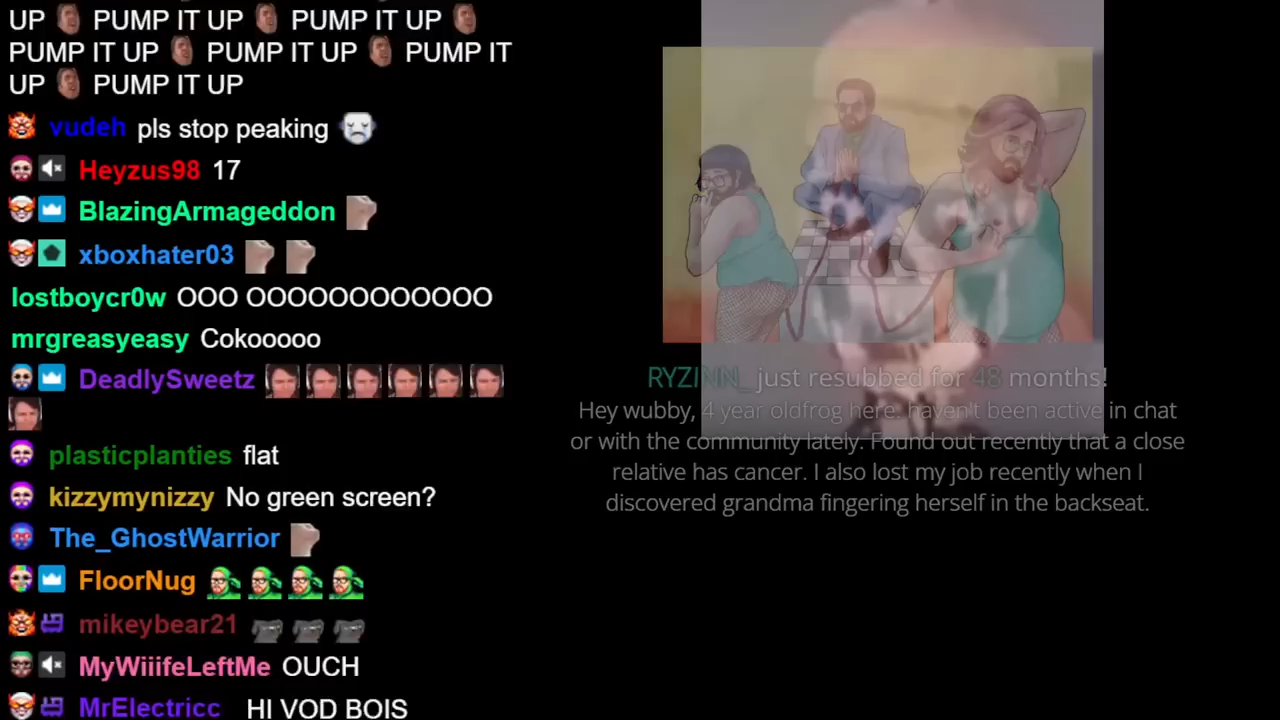 UP PUMP IT UP PUMP IT UP
PUMP IT UP PUMP IT UP PUMP IT
UP PUMP IT UP
vudeh pls stop peaking
Heyzus98 17
BlazingArmageddon
xboxhater03
lostboycr0w OOO OOOOOOOOOOOO
mrgreasyeasy Cokooooo
DeadlySweetz
plasticplanties flat
kizzymynizzy No green screen?
The_GhostWarrior
FloorNug
mikeybear21
MyWiiifeLeftMe OUCH
MrElectricc HI VOD BOIS
RYZINN_ just resubbed for 48 months!
Hey wubby, 4 year oldfrog here. haven't been active in chat
or with the community lately. Found out recently that a close
relative has cancer. I also lost my job recently when I
discovered grandma fingering herself in the backseat.